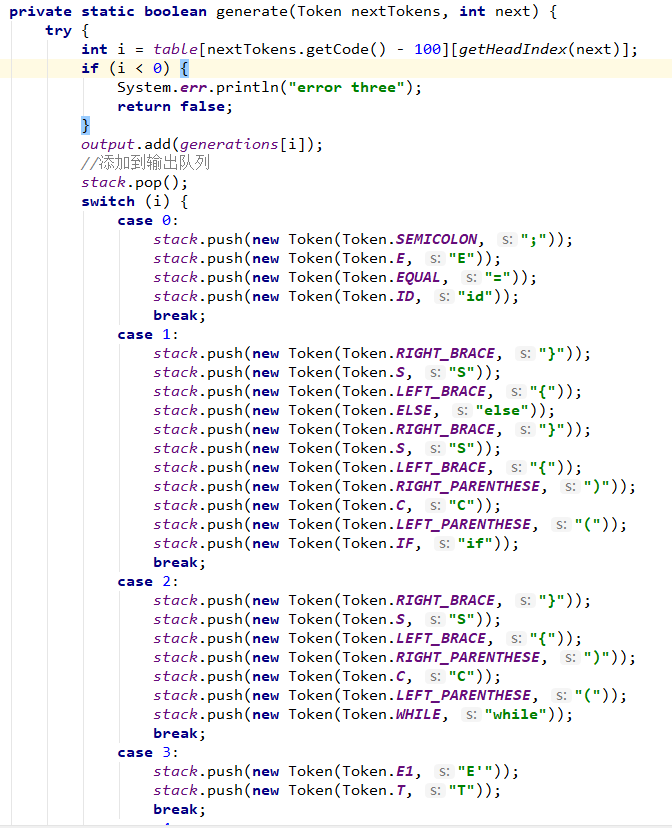 private static boolean generate(Token nextTokens, int next) {
try {
int i = table[nextTokens.getCode() - 100][getHeadIndex(next)];
if (i < 0) {
System.err.println("error three");
return false;
}
output.add(generations[i]);
//添加到输出队列
stack.pop();
switch (i) {
case 0:
stack.push(new Token(Token.SEMICOLON, s: ";"));
stack.push(new Token(Token.E, s: "E"));
stack.push(new Token(Token.EQUAL, s: "="));
stack.push(new Token(Token.ID, s: "id"));
break;
case 1:
stack.push(new Token(Token.RIGHT_BRACE, s: "}"));
stack.push(new Token(Token.S, s: "S"));
stack.push(new Token(Token.LEFT_BRACE, s: "{"));
stack.push(new Token(Token.ELSE, s: "else"));
stack.push(new Token(Token.RIGHT_BRACE, s: "}"));
stack.push(new Token(Token.S, s: "S"));
stack.push(new Token(Token.LEFT_BRACE, s: "{"));
stack.push(new Token(Token.RIGHT_PARENTHESE, s: ")"));
stack.push(new Token(Token.C, s: "C"));
stack.push(new Token(Token.LEFT_PARENTHESE, s: "("));
stack.push(new Token(Token.IF, s: "if"));
break;
case 2:
stack.push(new Token(Token.RIGHT_BRACE, s: "}"));
stack.push(new Token(Token.S, s: "S"));
stack.push(new Token(Token.LEFT_BRACE, s: "{"));
stack.push(new Token(Token.RIGHT_PARENTHESE, s: ")"));
stack.push(new Token(Token.C, s: "C"));
stack.push(new Token(Token.LEFT_PARENTHESE, s: "("));
stack.push(new Token(Token.WHILE, s: "while"));
break;
case 3:
stack.push(new Token(Token.E1, s: "E'"));
stack.push(new Token(Token.T, s: "T"));
break;